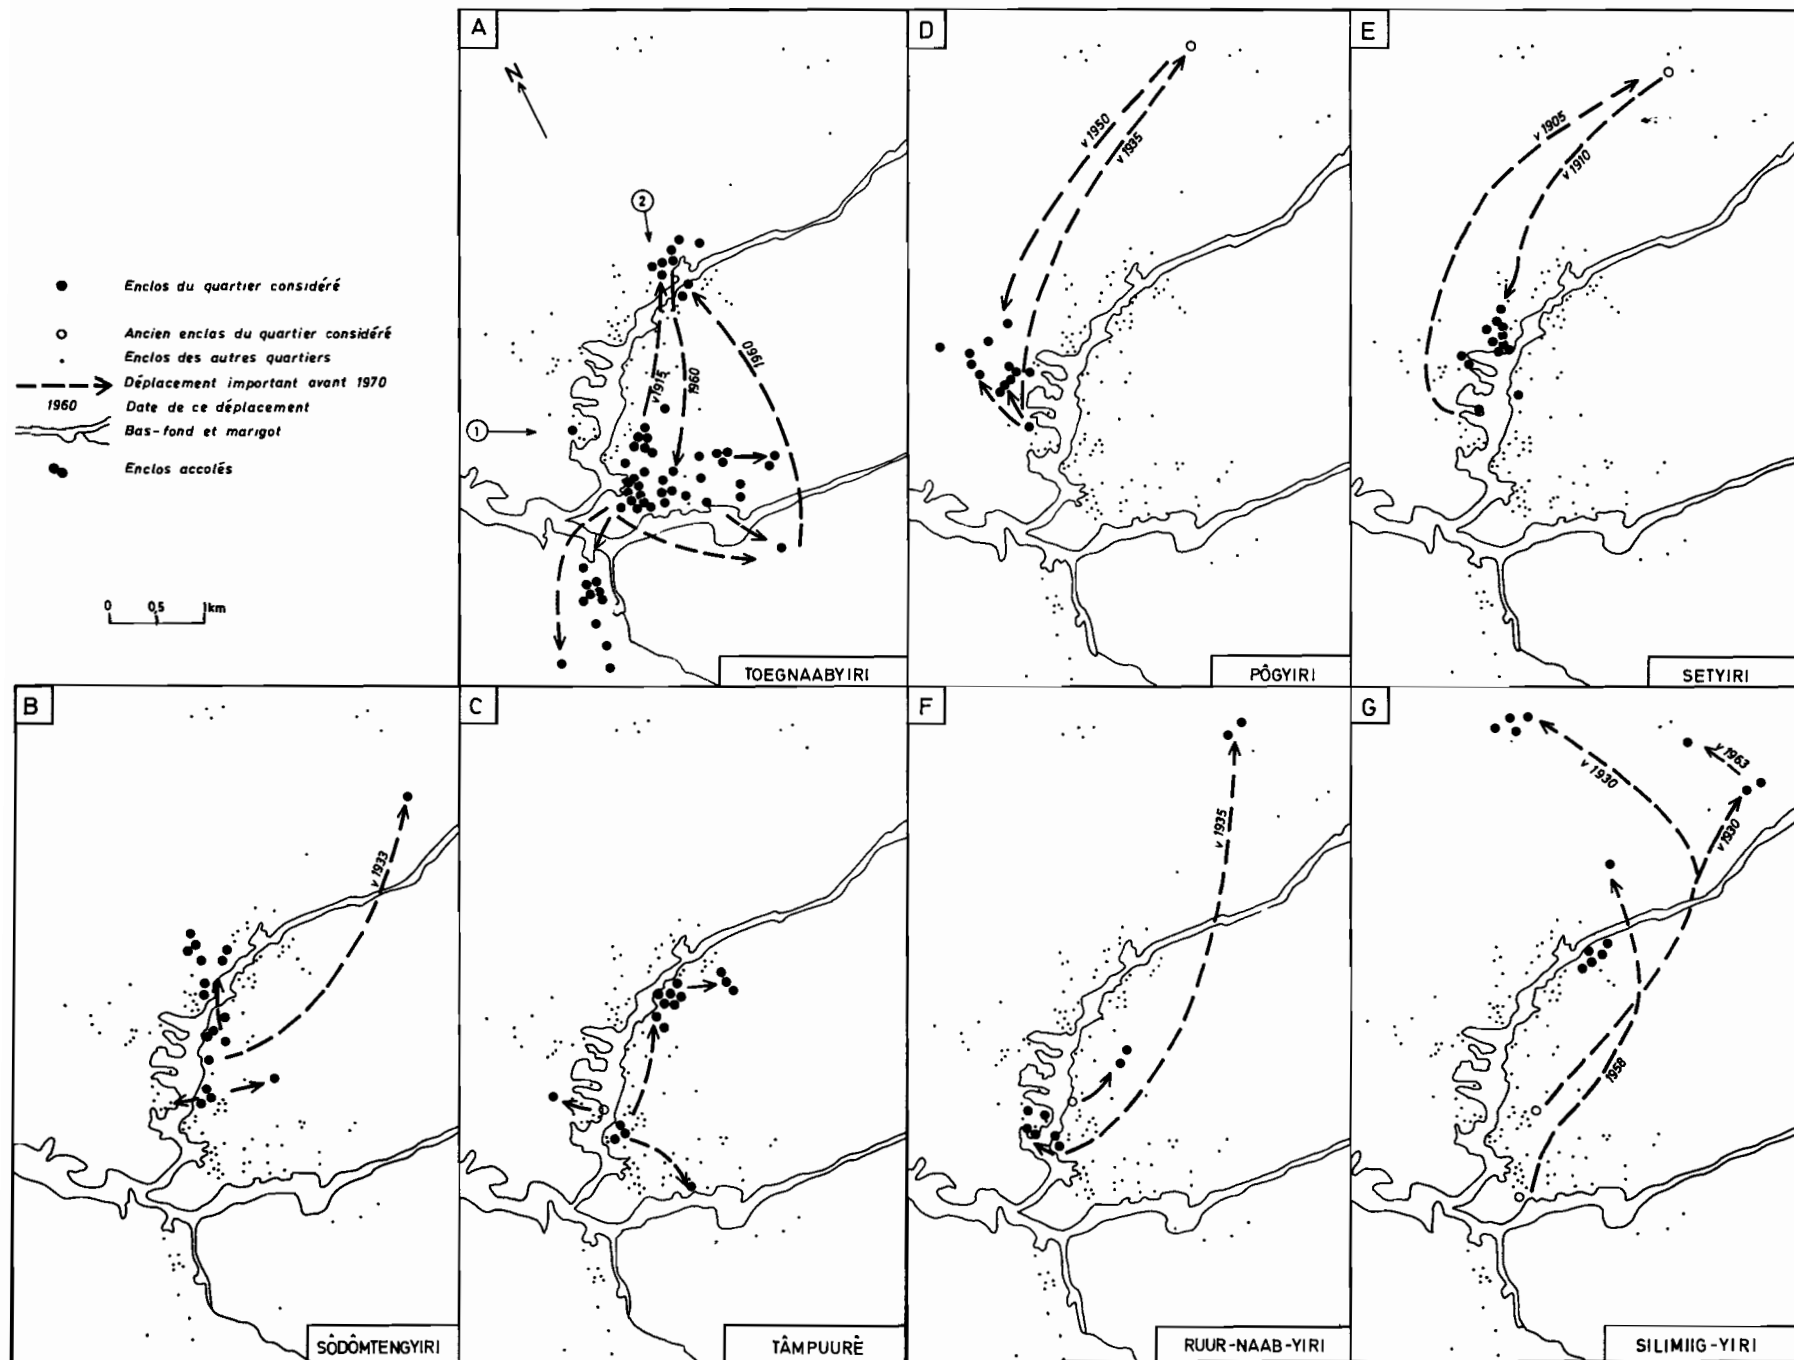 Enclos du quartier considéré
Ancien enclos du quartier considéré
Enclos des autres quartiers
Déplacement important avant 1970
1960 Date de ce déplacement
Bas-fond et marigot
Enclos accolés
0 0,5 1km
A
N
2
1
v 1915
1960
1960
TOEGNAABYIRI
D
v 1950
v 1935
PÔGYIRI
E
v 1905
v 1910
SETYIRI
B
v 1933
SÔDÔMTENGYIRI
C
TÂMPUURÊ
F
v 1935
RUUR-NAAB-YIRI
G
v 1930
v 1963
v 1930
1958
SILIMIIG-YIRI